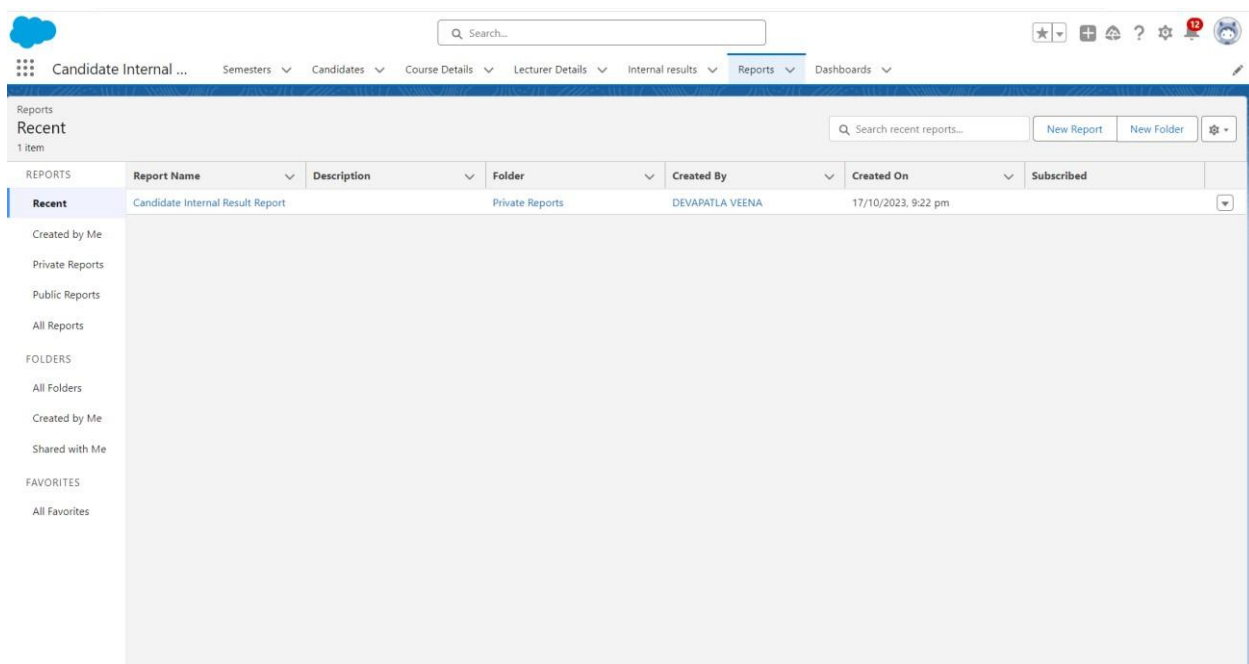 Search...
12
Candidate Internal ... Semesters Candidates Course Details Lecturer Details Internal results Reports Dashboards
Reports
Recent
1 item
Search recent reports...
New Report New Folder
REPORTS Report Name Description Folder Created By Created On Subscribed
Recent Candidate Internal Result Report Private Reports DEVAPATLA VEENA 17/10/2023, 9:22 pm
Created by Me
Private Reports
Public Reports
All Reports
FOLDERS
All Folders
Created by Me
Shared with Me
FAVORITES
All Favorites